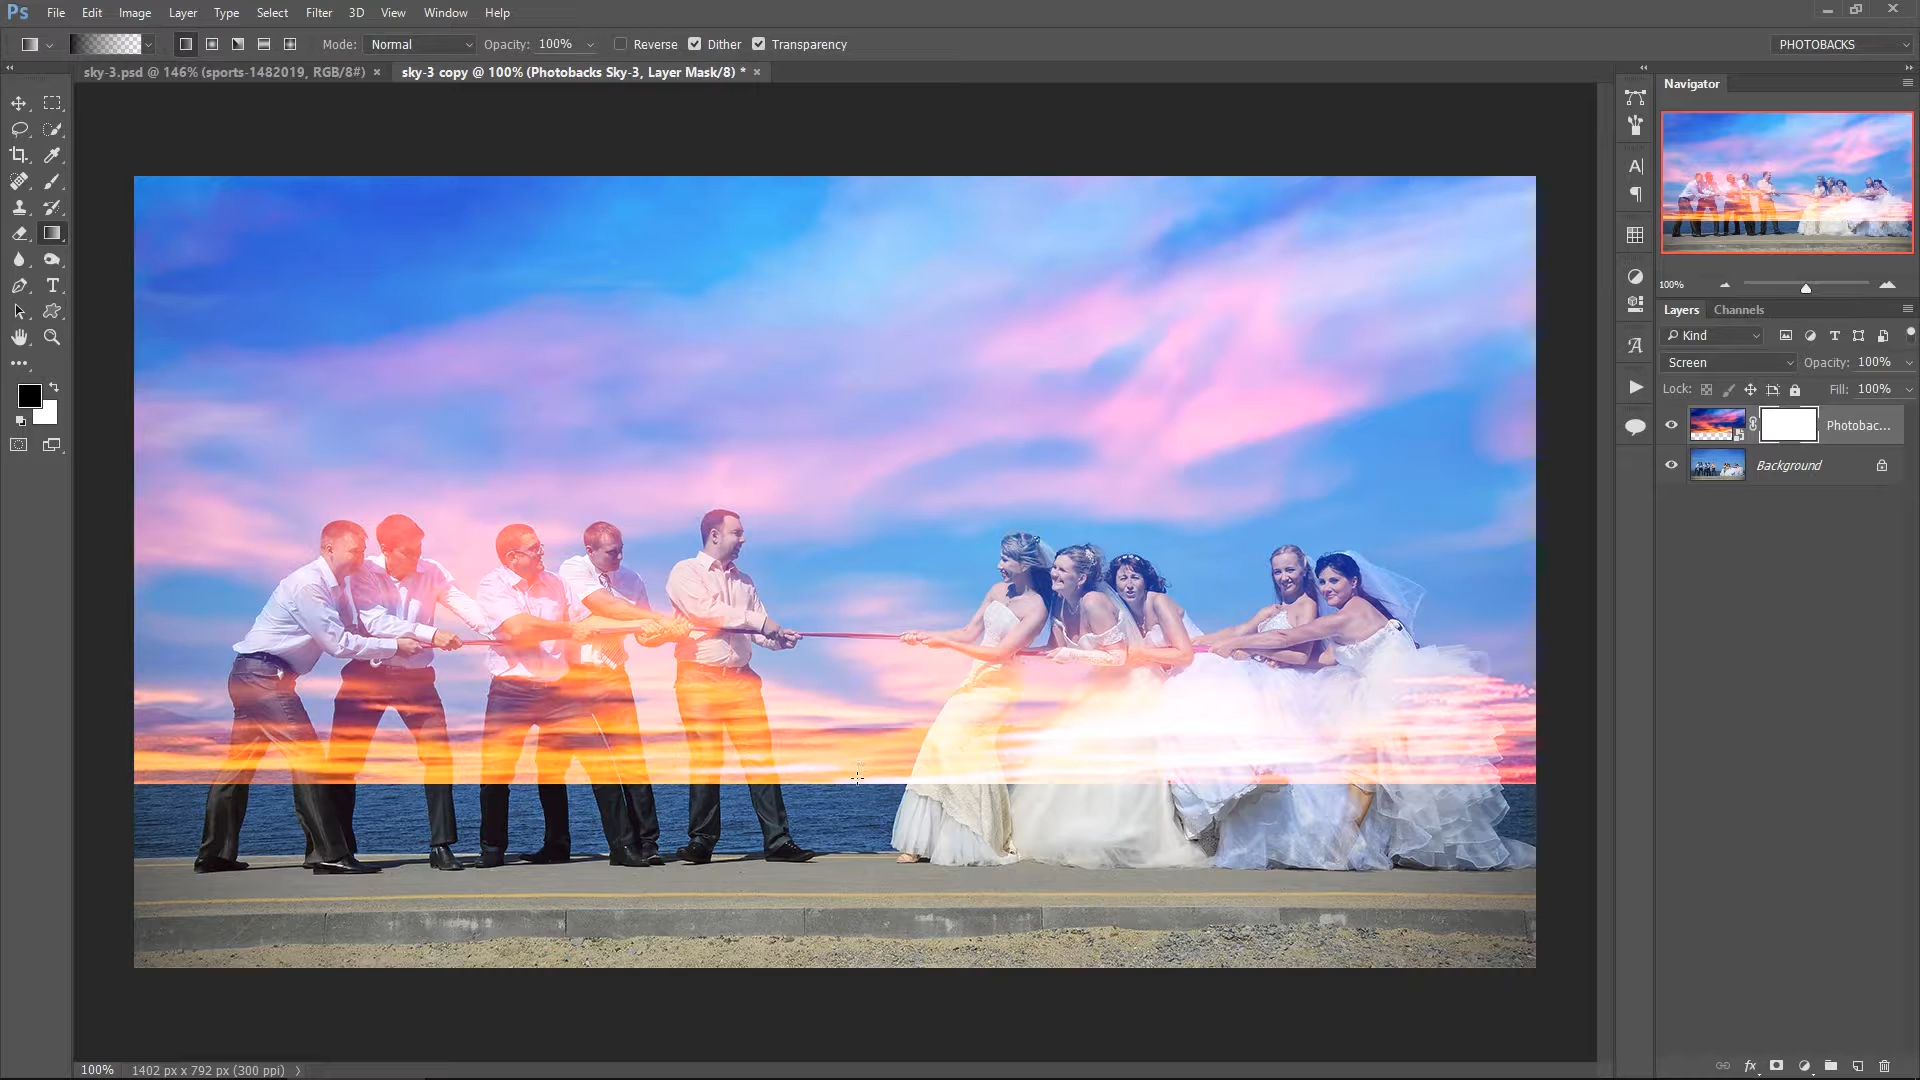 Ps File Edit Image Layer Type Select Filter 3D View Window Help
Mode: Normal Opacity: 100% Reverse Dither Transparency PHOTOBACKS
sky-3.psd @ 146% (sports-1482019, RGB/8#) × sky-3 copy @ 100% (Photobacks Sky-3, Layer Mask/8) * ×
Navigator
100%
Layers Channels
Kind
Screen Opacity: 100%
Lock: Fill: 100%
Photobac...
Background
100% 1402 px x 792 px (300 ppi)